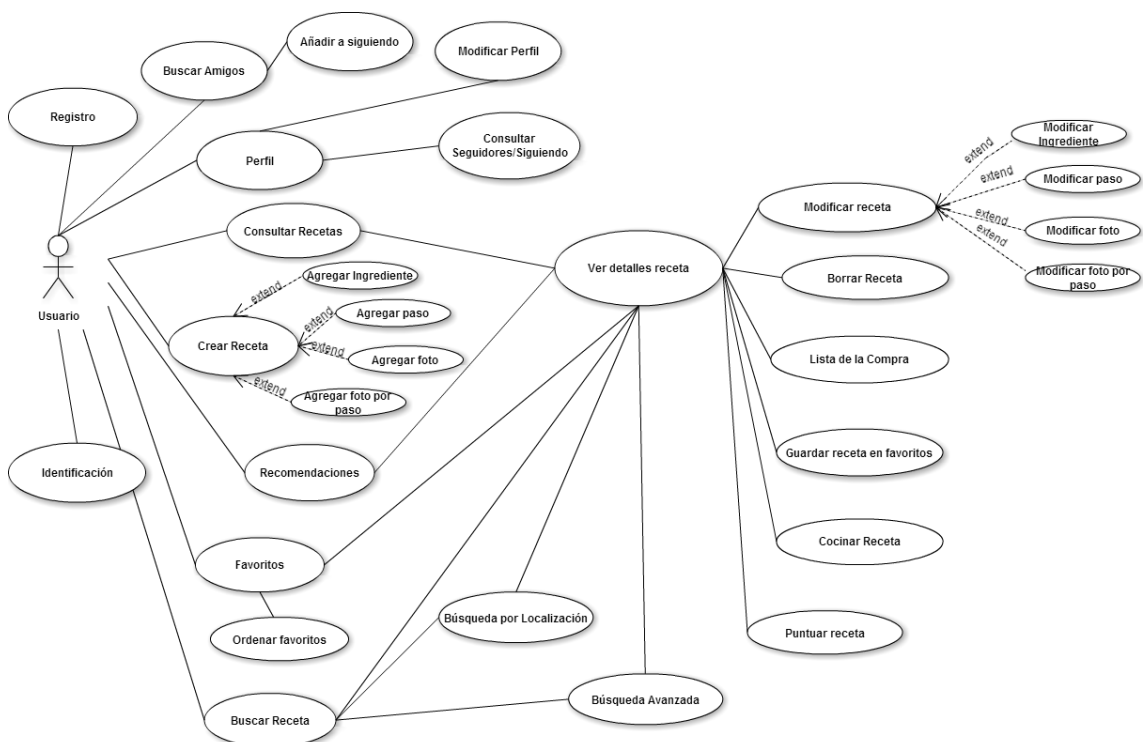 Añadir a siguiendo
Modificar Perfil
Buscar Amigos
Registro
Perfil
Consultar
Seguidores/Siguiendo
Modificar
Ingrediente
extend
Modificar paso
extend
Modificar receta
extend
Modificar foto
extend
Modificar foto por
paso
Consultar Recetas
Ver detalles receta
Borrar Receta
Usuario
Agregar Ingrediente
extend
Agregar paso
extend
Crear Receta
extend
Agregar foto
extend
Agregar foto por
paso
Lista de la Compra
Identificación
Recomendaciones
Guardar receta en favoritos
Cocinar Receta
Favoritos
Ordenar favoritos
Búsqueda por Localización
Puntuar receta
Buscar Receta
Búsqueda Avanzada